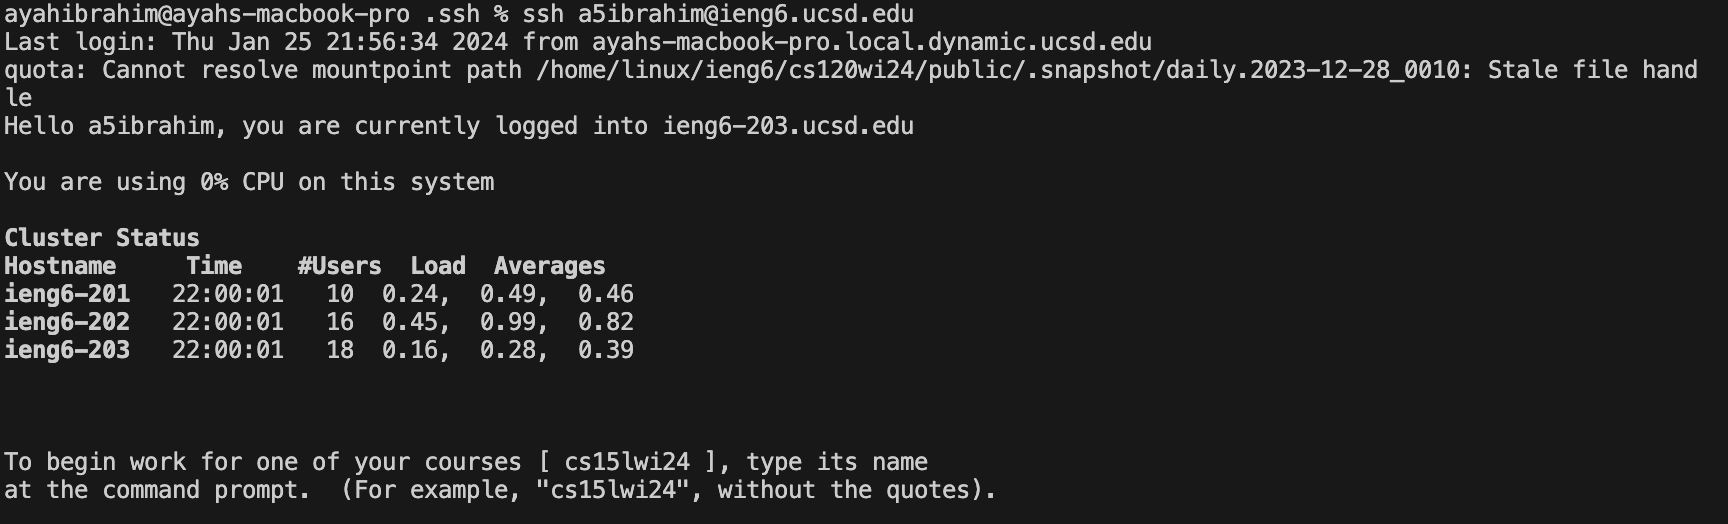 ayahibrahim@ayahs-macbook-pro .ssh % ssh a5ibrahim@ieng6.ucsd.edu
Last login: Thu Jan 25 21:56:34 2024 from ayahs-macbook-pro.local.dynamic.ucsd.edu
quota: Cannot resolve mountpoint path /home/linux/ieng6/cs120wi24/public/.snapshot/daily.2023-12-28_0010: Stale file hand
le
Hello a5ibrahim, you are currently logged into ieng6-203.ucsd.edu
You are using 0% CPU on this system
Cluster Status
Hostname     Time    #Users  Load  Averages
ieng6-201   22:00:01   10  0.24,  0.49,  0.46
ieng6-202   22:00:01   16  0.45,  0.99,  0.82
ieng6-203   22:00:01   18  0.16,  0.28,  0.39
To begin work for one of your courses [ cs15lwi24 ], type its name
at the command prompt.  (For example, "cs15lwi24", without the quotes).